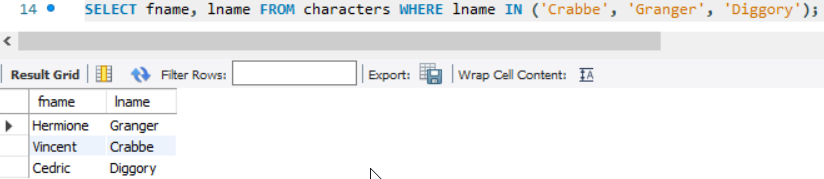 14 SELECT fname, lname FROM characters WHERE lname IN ('Crabbe', 'Granger', 'Diggory');
Result Grid Filter Rows: Export: Wrap Cell Content: IA
fname lname
Hermione Granger
Vincent Crabbe
Cedric Diggory